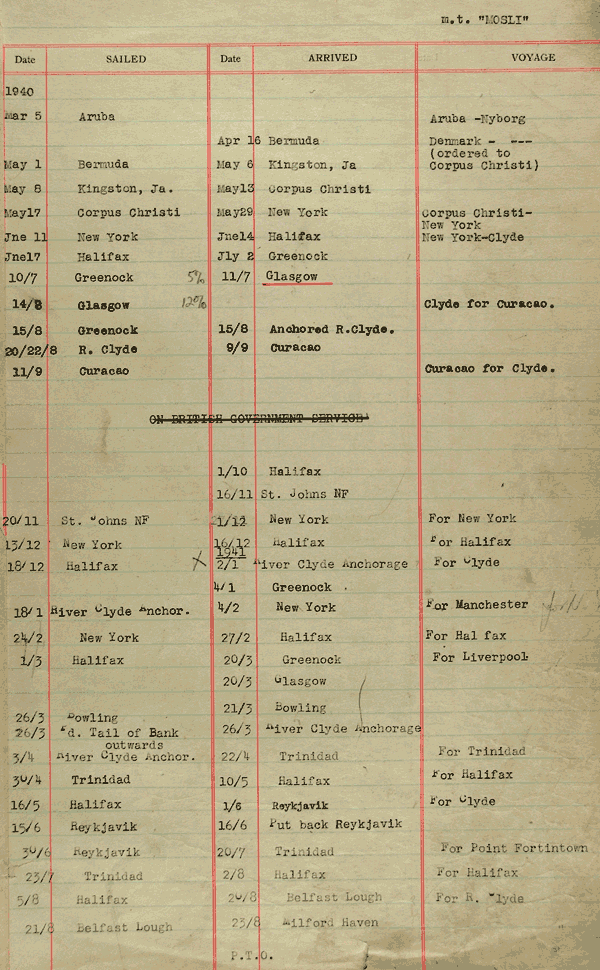 m.t. "MOSLI"
Date SAILED Date ARRIVED VOYAGE
1940
Mar 5 Aruba Aruba -Nyborg
Apr 16 Bermuda Denmark - ---
(ordered to
May 1 Bermuda May 6 Kingston, Ja Corpus Christi)
May 8 Kingston, Ja. May13 Corpus Christi
May17 Corpus Christi May29 New York Corpus Christi-
New York
Jne 11 New York Jne14 Halifax New York-Clyde
Jne17 Halifax Jly 2 Greenock
10/7 Greenock 5% 11/7 Glasgow
14/8 Glasgow 12% Clyde for Curacao.
15/8 Greenock 15/8 Anchored R.Clyde.
20/22/8 R. Clyde 9/9 Curacao
11/9 Curacao Curacao for Clyde.
ON BRITISH GOVERNMENT SERVICE
1/10 Halifax
16/11 St. Johns NF
20/11 St. Johns NF 1/12 New York For New York
13/12 New York 16/12 Halifax For Halifax
1941
18/12 Halifax X 2/1 River Clyde Anchorage For Clyde
4/1 Greenock .
18/1 River Clyde Anchor. 4/2 New York For Manchester
24/2 New York 27/2 Halifax For Hal fax
1/3 Halifax 20/3 Greenock For Liverpool
20/3 Glasgow
21/3 Bowling
26/3 Bowling
26/3 Pd. Tail of Bank 26/3 River Clyde Anchorage
outwards
3/4 River Clyde Anchor. 22/4 Trinidad For Trinidad
30/4 Trinidad 10/5 Halifax For Halifax
16/5 Halifax 1/6 Reykjavik For Clyde
15/6 Reykjavik 16/6 Put back Reykjavik
30/6 Reykjavik 20/7 Trinidad For Point Fortintown
23/7 Trinidad 2/8 Halifax For Halifax
5/8 Halifax 20/8 Belfast Lough For R. Clyde
21/8 Belfast Lough 23/8 Milford Haven
P.T.O.